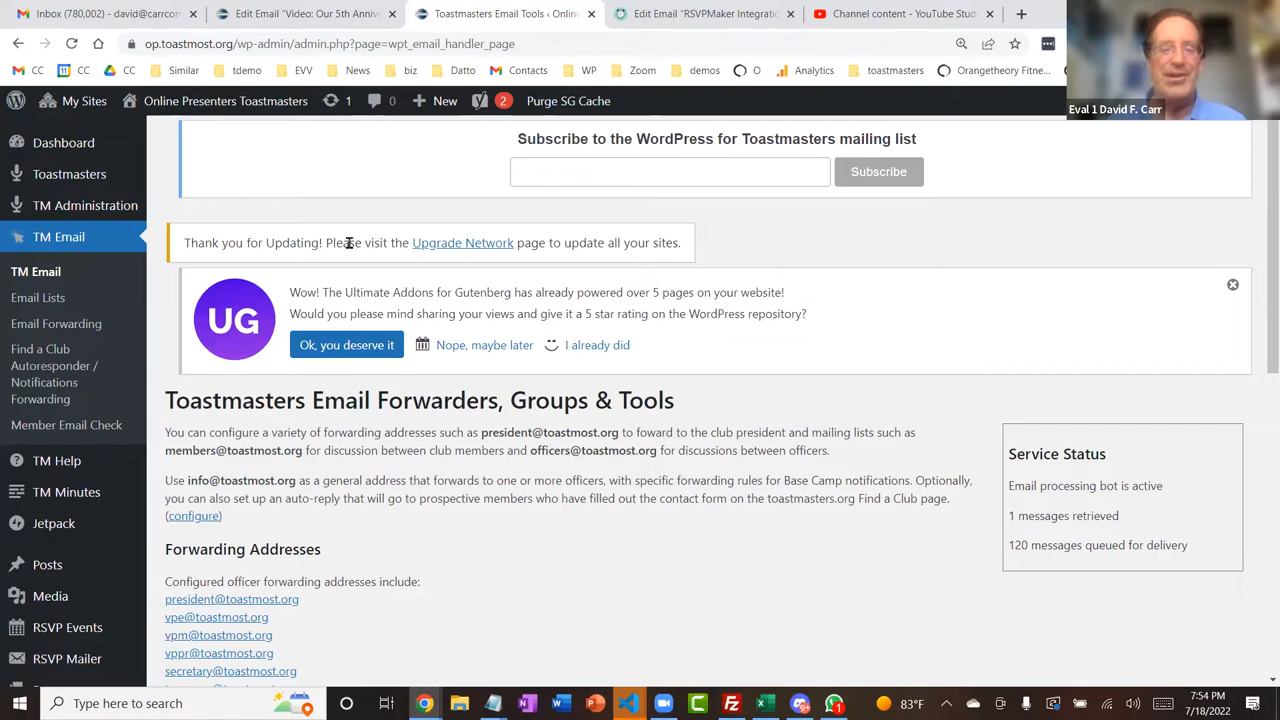 Inbox (780,002) - david@carrcom
Edit Email "Video: Our 5th Annive
Toastmasters Email Tools ‹ Online
Edit Email "RSVPMaker Integratio
Channel content - YouTube Studi
op.toastmost.org/wp-admin/admin.php?page=wpt_email_handler_page
CC
CC
CC
Similar
tdemo
EVV
News
biz
Datto
Contacts
WP
Zoom
demos
O
Analytics
toastmasters
Orangetheory Fitne...
Eval 1 David F. Carr
My Sites
Online Presenters Toastmasters
1
0
New
2
Purge SG Cache
Dashboard
Toastmasters
TM Administration
TM Email
TM Email
Email Lists
Email Forwarding
Find a Club
Autoresponder /
Notifications
Forwarding
Member Email Check
TM Help
TM Minutes
Jetpack
Posts
Media
RSVP Events
RSVP Mailer
Subscribe to the WordPress for Toastmasters mailing list
Subscribe
Thank you for Updating! Please visit the Upgrade Network page to update all your sites.
UG
Wow! The Ultimate Addons for Gutenberg has already powered over 5 pages on your website!
Would you please mind sharing your views and give it a 5 star rating on the WordPress repository?
Ok, you deserve it
Nope, maybe later
I already did
Toastmasters Email Forwarders, Groups & Tools
You can configure a variety of forwarding addresses such as president@toastmost.org to foward to the club president and mailing lists such as
members@toastmost.org for discussion between club members and officers@toastmost.org for discussions between officers.
Use info@toastmost.org as a general address that forwards to one or more officers, with specific forwarding rules for Base Camp notifications. Optionally,
you can also set up an auto-reply that will go to prospective members who have filled out the contact form on the toastmasters.org Find a Club page.
(configure)
Forwarding Addresses
Configured officer forwarding addresses include:
president@toastmost.org
vpe@toastmost.org
vpm@toastmost.org
vppr@toastmost.org
secretary@toastmost.org
Service Status
Email processing bot is active
1 messages retrieved
120 messages queued for delivery
Type here to search
83°F
7:54 PM
7/18/2022